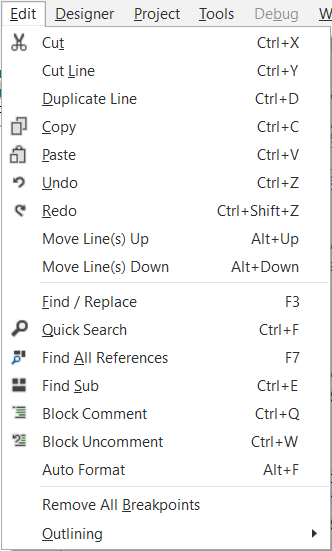 Edit Designer Project Tools Debug W
Cut Ctrl+X
Cut Line Ctrl+Y
Duplicate Line Ctrl+D
Copy Ctrl+C
Paste Ctrl+V
Undo Ctrl+Z
Redo Ctrl+Shift+Z
Move Line(s) Up Alt+Up
Move Line(s) Down Alt+Down
Find / Replace F3
Quick Search Ctrl+F
Find All References F7
Find Sub Ctrl+E
Block Comment Ctrl+Q
Block Uncomment Ctrl+W
Auto Format Alt+F
Remove All Breakpoints
Outlining